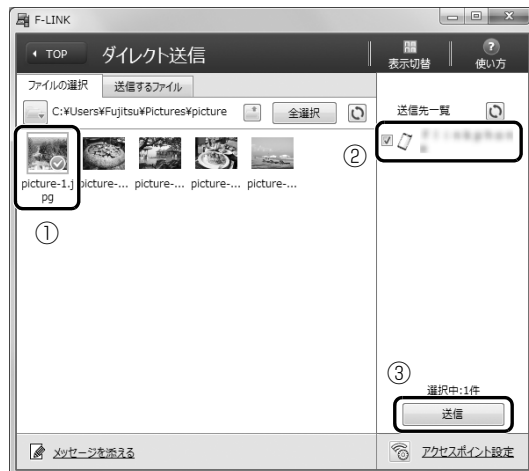 F-LINK
TOP ダイレクト送信 表示切替 ? 使い方
ファイルの選択 送信するファイル
C:¥Users¥Fujitsu¥Pictures¥picture 全選択 送信先一覧
②
picture-1.jpg picture-... picture-... picture-... picture-...
①
③
選択中:1件
送信
メッセージを添える アクセスポイント設定